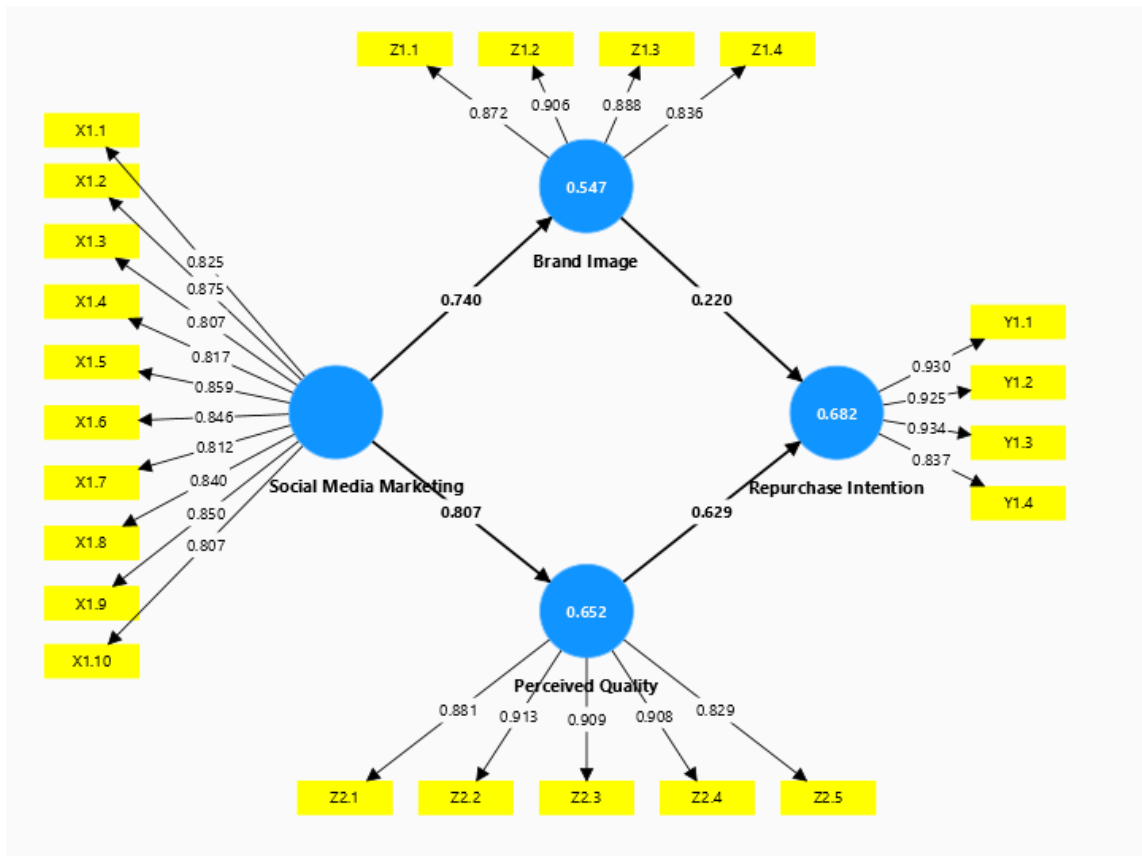 Z1.1 Z1.2 Z1.3 Z1.4
0.872 0.906 0.888 0.836
X1.1
X1.2
X1.3
X1.4
X1.5
X1.6
X1.7
X1.8
X1.9
X1.10
0.825
0.875
0.807
0.817
0.859
0.846
0.812
0.840
0.850
0.807
0.547
Brand Image
0.740
0.220
Social Media Marketing
0.807
0.682
Repurchase Intention
0.629
0.930
0.925
0.934
0.837
Y1.1
Y1.2
Y1.3
Y1.4
0.652
Perceived Quality
0.881 0.913 0.909 0.908 0.829
Z2.1 Z2.2 Z2.3 Z2.4 Z2.5